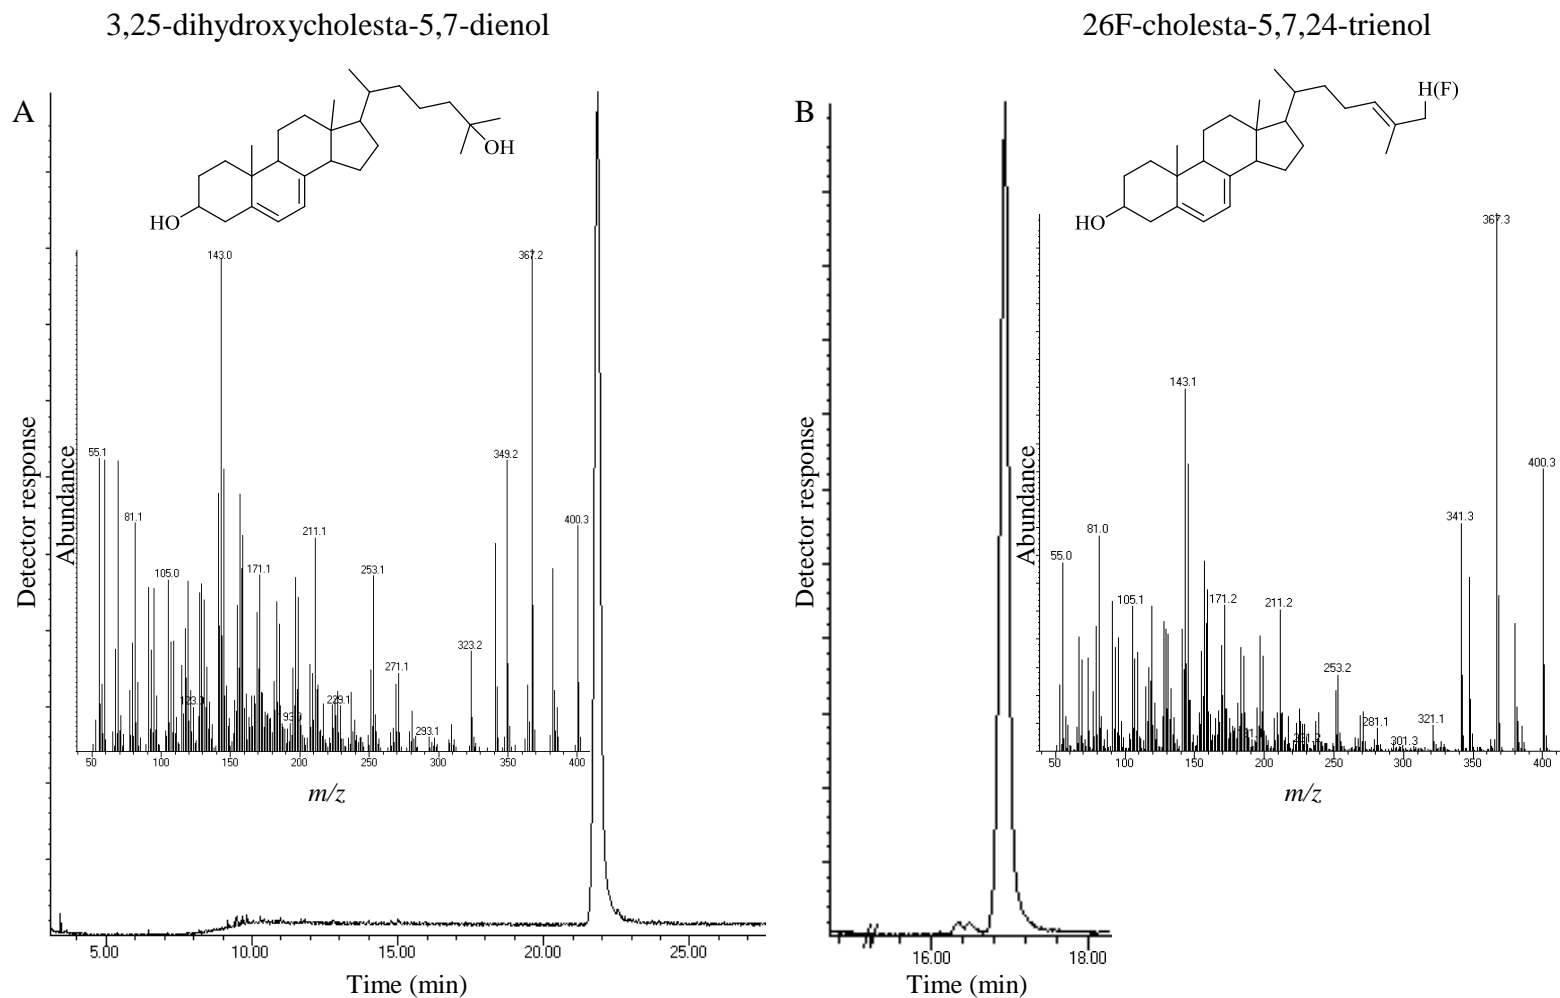 3,25-dihydroxycholesta-5,7-dienol
26F-cholesta-5,7,24-trienol
A
HO
OH
Detector response
Abundance
143.0
367.2
55.1
349.2
81.1
400.3
211.1
105.0
171.1
253.1
323.2
271.1
229.1
293.1
50 100 150 200 250 300 350 400
m/z
5.00 10.00 15.00 20.00 25.00
Time (min)
B
H(F)
HO
Detector response
Abundance
367.3
143.1
400.3
341.3
81.0
55.0
105.1
171.2
211.2
253.2
281.1
321.1
301.3
50 100 150 200 250 300 350 400
m/z
16.00 18.00
Time (min)